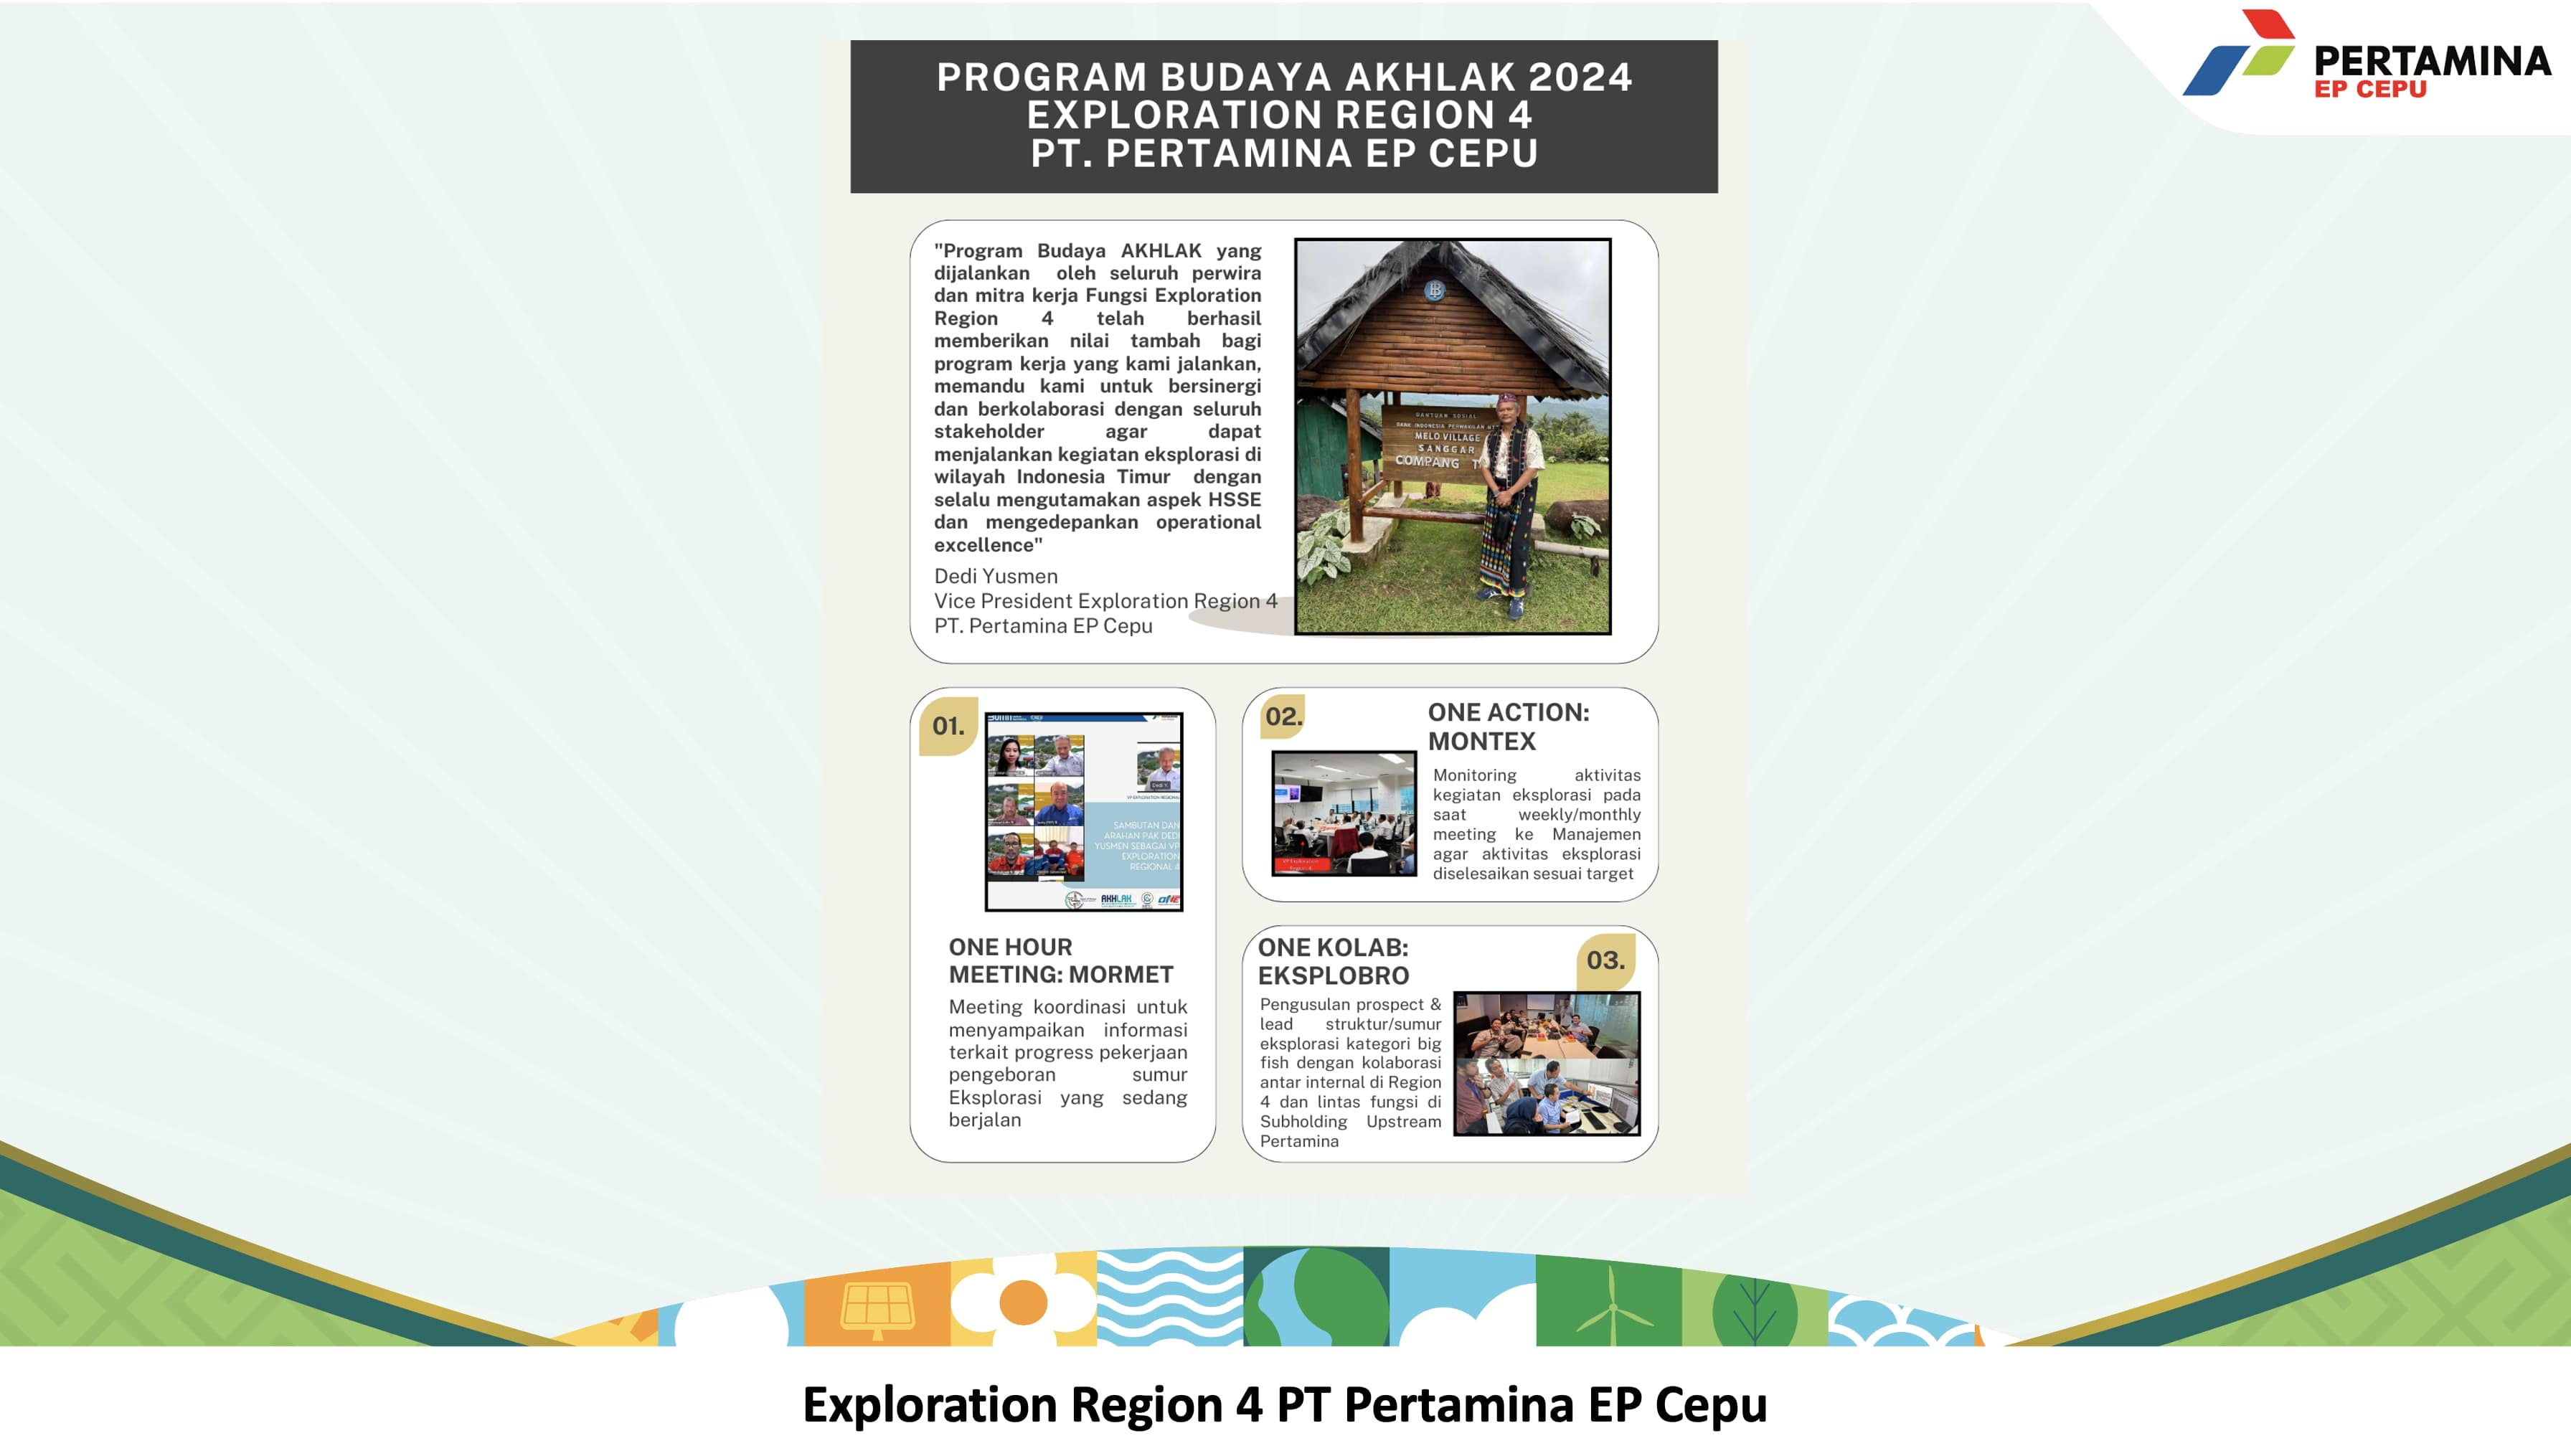 PERTAMINA
EP CEPU
PROGRAM BUDAYA AKHLAK 2024
EXPLORATION REGION 4
PT. PERTAMINA EP CEPU
"Program Budaya AKHLAK yang
dijalankan oleh seluruh perwira
dan mitra kerja Fungsi Exploration
Region 4 telah berhasil
memberikan nilai tambah bagi
program kerja yang kami jalankan,
memandu kami untuk bersinergi
dan berkolaborasi dengan seluruh
stakeholder agar dapat
menjalankan kegiatan eksplorasi di
wilayah Indonesia Timur dengan
selalu mengutamakan aspek HSSE
dan mengedepankan operational
excellence"
Dedi Yusmen
Vice President Exploration Region 4
PT. Pertamina EP Cepu
BANTUAN SOSIAL
BANK INDONESIA PERWAKILAN
MELO VILLAGE
SANGGAR
COMPANG
01.
SAMBUTAN DAN
ARAHAN PAK DEDI
YUSMEN SEBAGAI VP
EXPLORATION
REGIONAL 4
AKHLAK
ONE HOUR
MEETING: MORMET
Meeting koordinasi untuk
menyampaikan informasi
terkait progress pekerjaan
pengeboran sumur
Eksplorasi yang sedang
berjalan
02.
ONE ACTION:
MONTEX
Monitoring aktivitas
kegiatan eksplorasi pada
saat weekly/monthly
meeting ke Manajemen
agar aktivitas eksplorasi
diselesaikan sesuai target
03.
ONE KOLAB:
EKSPLOBRO
Pengusulan prospect &
lead struktur/sumur
eksplorasi kategori big
fish dengan kolaborasi
antar internal di Region
4 dan lintas fungsi di
Subholding Upstream
Pertamina
Exploration Region 4 PT Pertamina EP Cepu